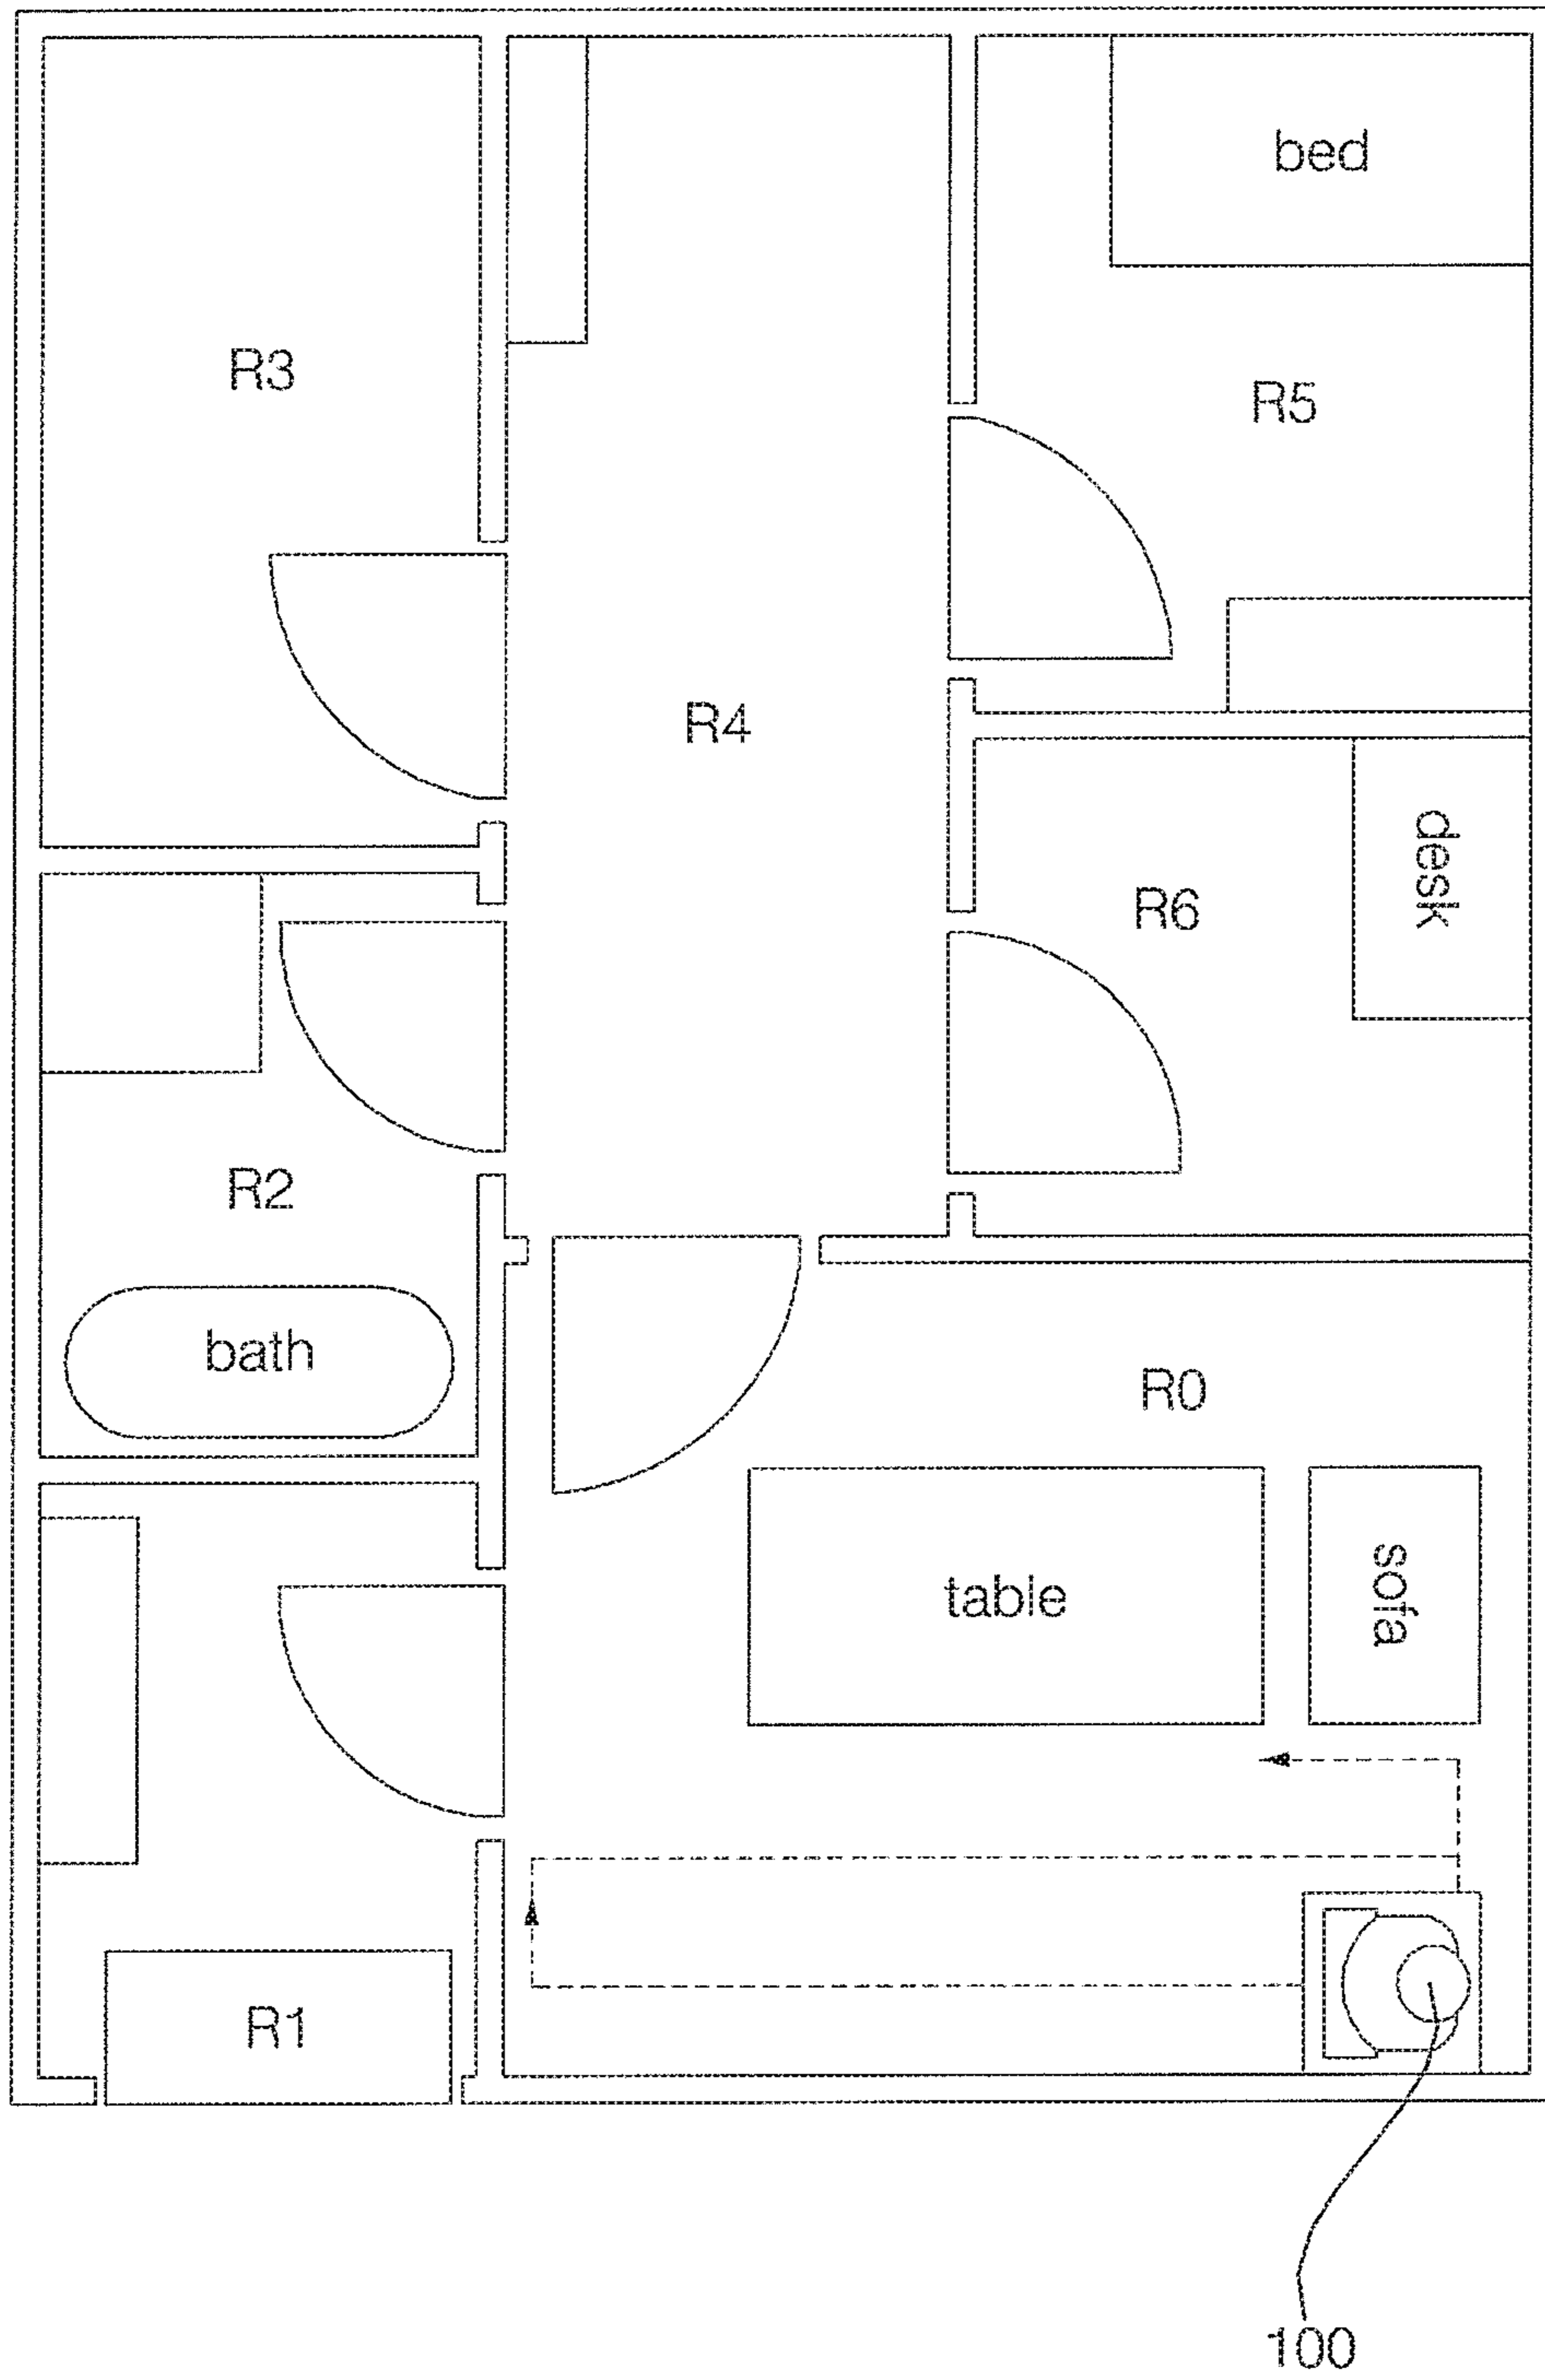 bed
R3
R5
R4
desk
R6
R2
bath
R0
table
sofa
R1
100